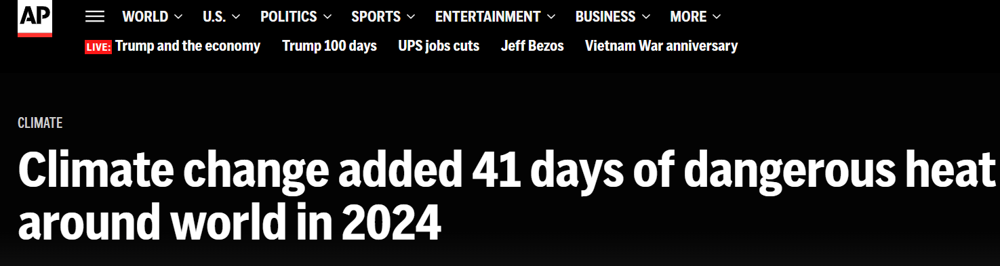 AP
WORLD U.S. POLITICS SPORTS ENTERTAINMENT BUSINESS MORE
LIVE: Trump and the economy Trump 100 days UPS jobs cuts Jeff Bezos Vietnam War anniversary
CLIMATE
Climate change added 41 days of dangerous heat
around world in 2024